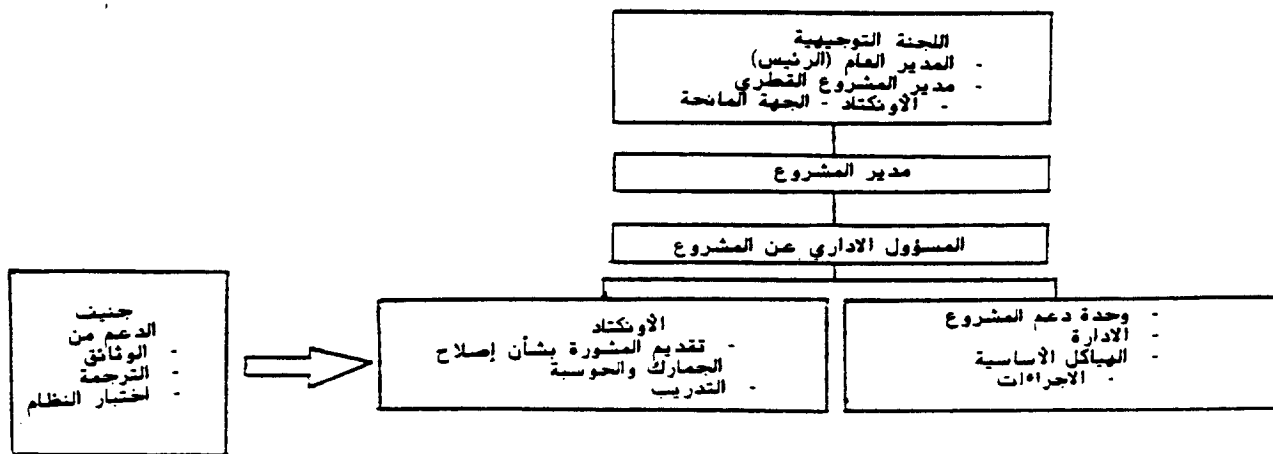 اللجنة التوجيهية
- المدير العام (الرئيس)
- مدير المشروع القطري
- الاونكتاد - الجهة المانحة
مدير المشروع
المسؤول الاداري عن المشروع
- وحدة دعم المشروع
- الادارة
- الهياكل الأساسية
- الاجراءات
الأونكتاد
- تقديم المشورة بشأن إصلاح
الجمارك والحوسبة
- التدريب
جنيف
الدعم من
- الوثائق
- الترجمة
- اختبار النظام